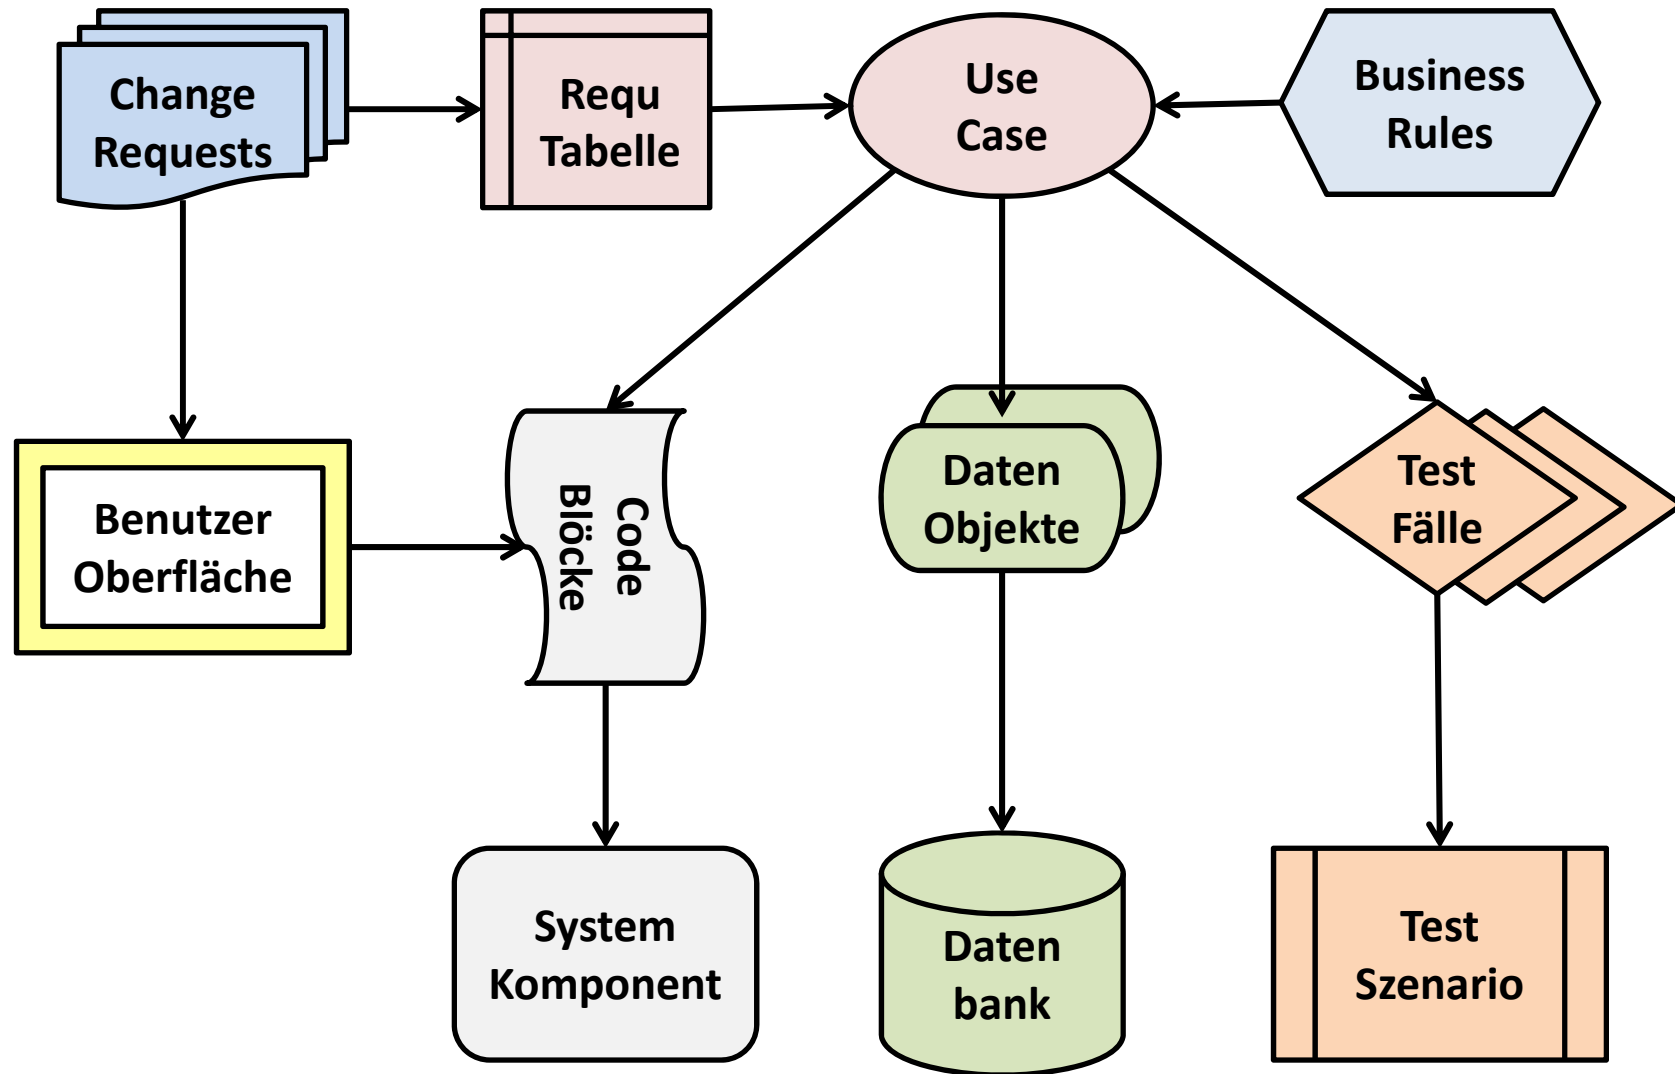 Change
Requests
Requ
Tabelle
Use
Case
Business
Rules
Benutzer
Oberfläche
Code
Blöcke
Daten
Objekte
Test
Fälle
System
Komponent
Daten
bank
Test
Szenario